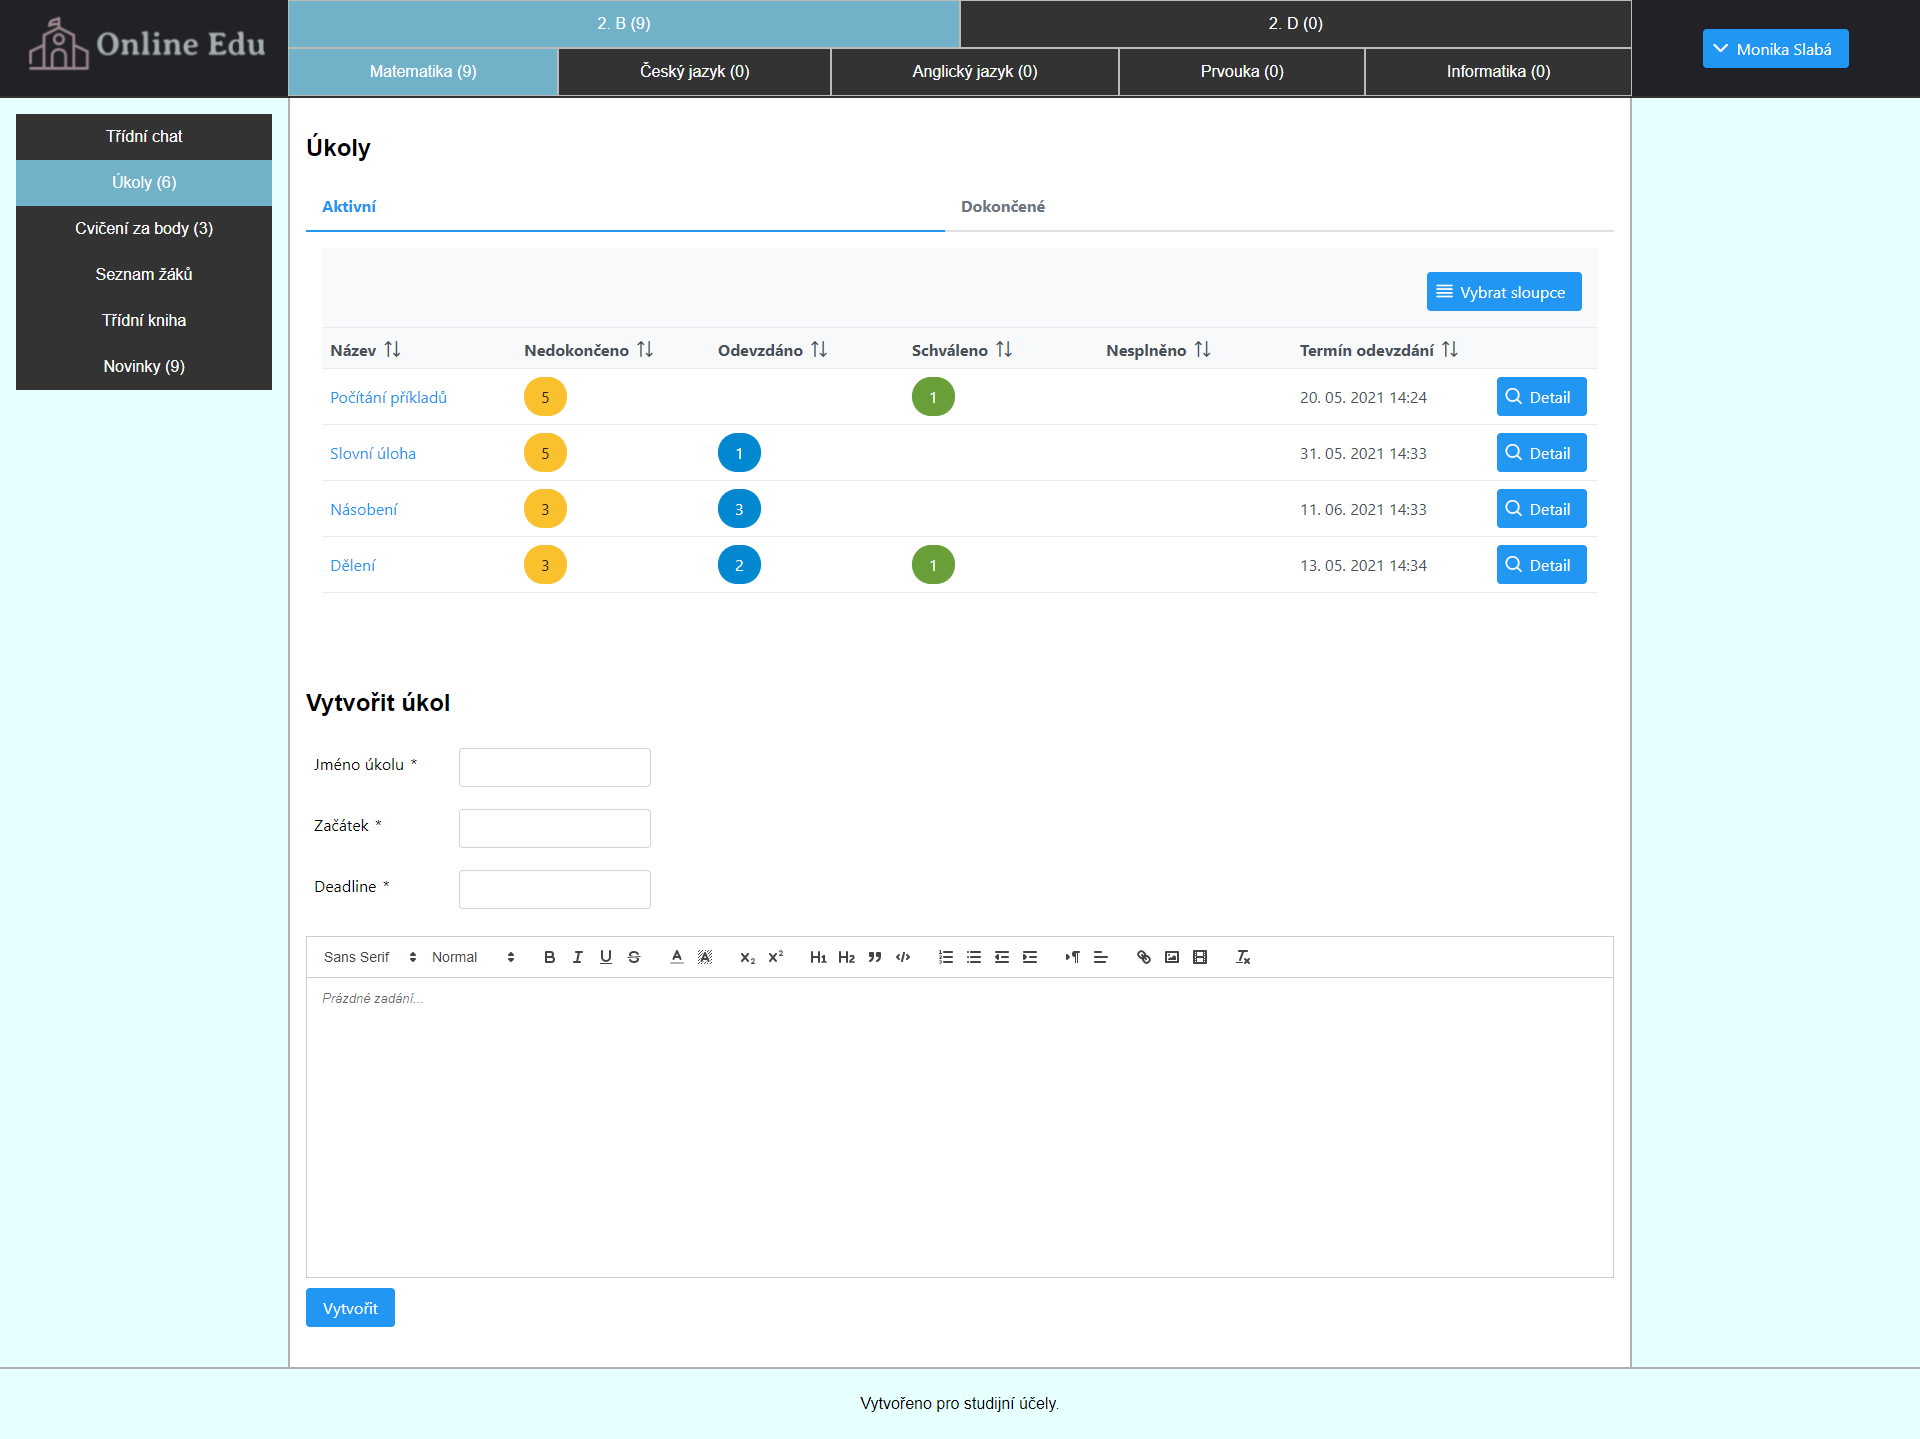 Online Edu
2. B (9)
2. D (0)
Matematika (9)
Český jazyk (0)
Anglický jazyk (0)
Prvouka (0)
Informatika (0)
Monika Slabá
Třídní chat
Úkoly (6)
Cvičení za body (3)
Seznam žáků
Třídní kniha
Novinky (9)
Úkoly
Aktivní
Dokončené
Vybrat sloupce
Název Nedokončeno Odevzdáno Schváleno Nesplněno Termín odevzdání
Počítání příkladů 5 1 20. 05. 2021 14:24 Detail
Slovní úloha 5 1 31. 05. 2021 14:33 Detail
Násobení 3 3 11. 06. 2021 14:33 Detail
Dělení 3 2 1 13. 05. 2021 14:34 Detail
Vytvořit úkol
Jméno úkolu *
Začátek *
Deadline *
Sans Serif Normal
Prázdné zadání...
Vytvořit
Vytvořeno pro studijní účely.